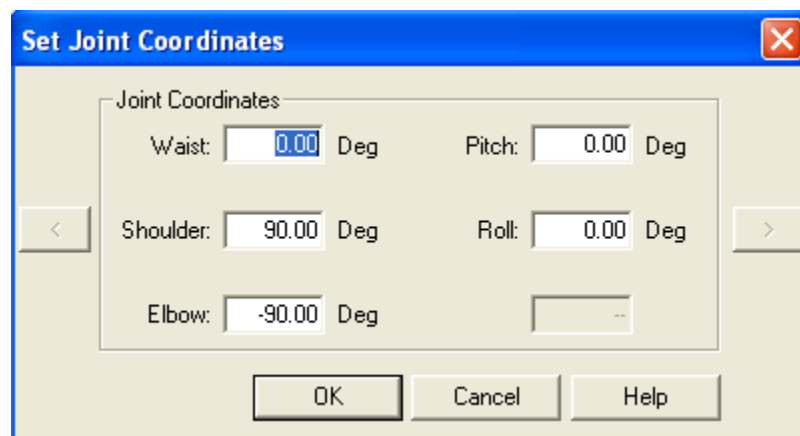 Set Joint Coordinates
Joint Coordinates
Waist: 0.00 Deg Pitch: 0.00 Deg
< Shoulder: 90.00 Deg Roll: 0.00 Deg >
Elbow: -90.00 Deg --
OK Cancel Help